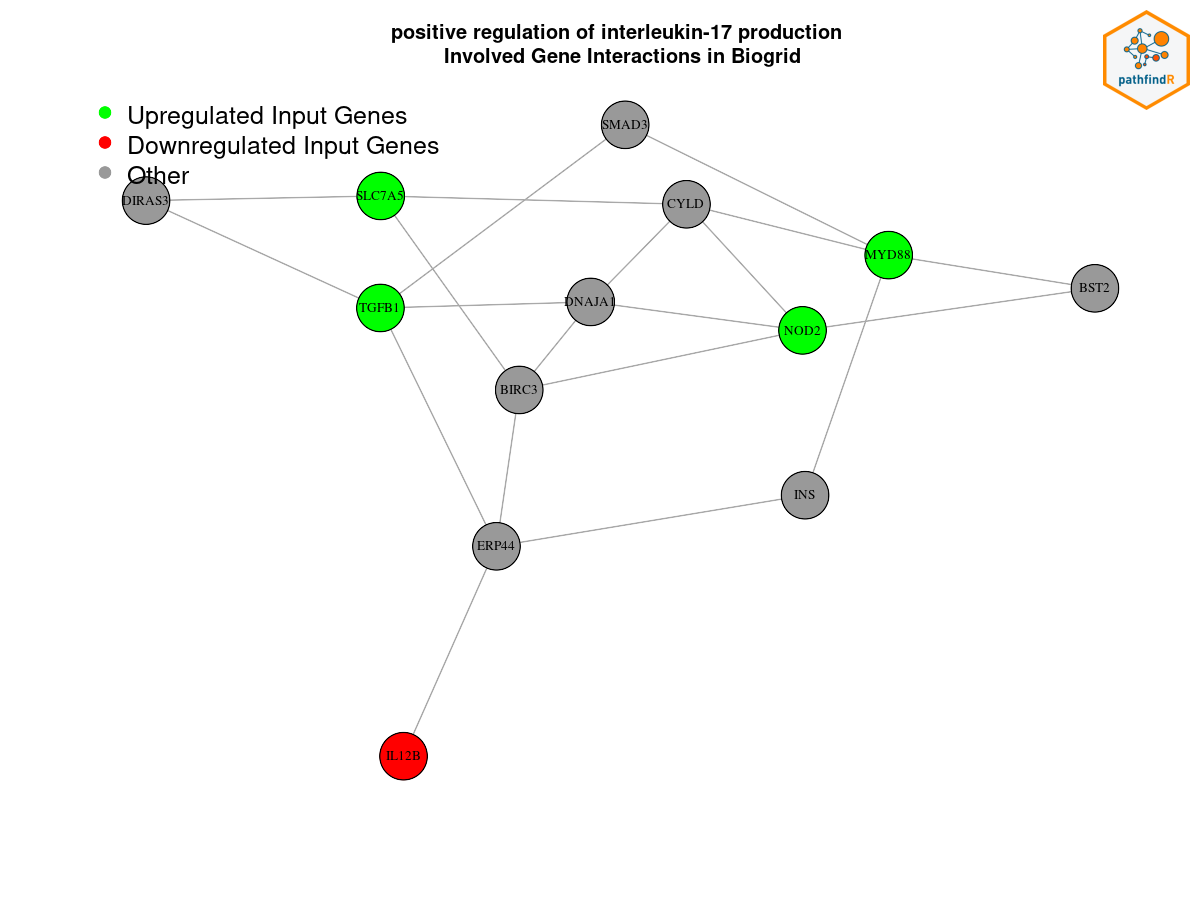 positive regulation of interleukin-17 production
Involved Gene Interactions in Biogrid
pathfindR
Upregulated Input Genes
Downregulated Input Genes
Other
SMAD3
DIRAS3
SLC7A5
CYLD
MYD88
BST2
TGFB1
DNAJA1
NOD2
BIRC3
INS
ERP44
IL12B